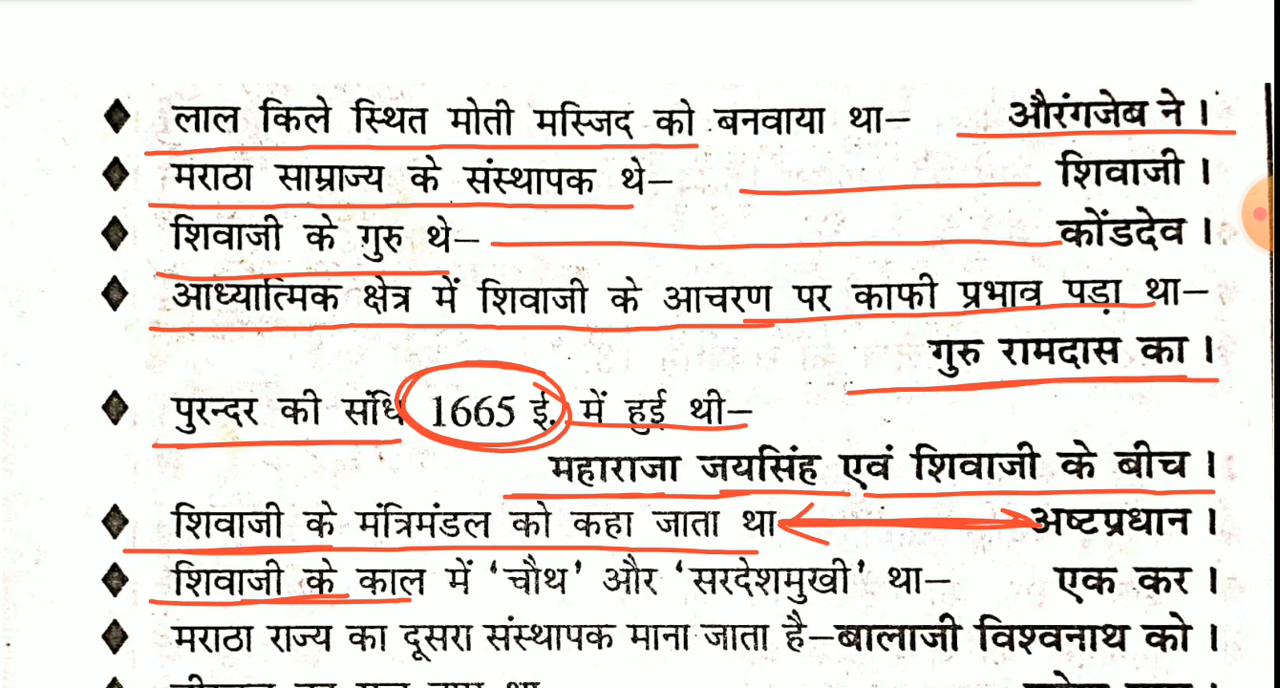 ♦ लाल किले स्थित मोती मस्जिद को बनवाया था– औरंगजेब ने।
♦ मराठा साम्राज्य के संस्थापक थे– शिवाजी।
♦ शिवाजी के गुरु थे– कोंडदेव।
♦ आध्यात्मिक क्षेत्र में शिवाजी के आचरण पर काफी प्रभाव पड़ा था–
गुरु रामदास का।
♦ पुरन्दर की संधि 1665 ई. में हुई थी–
महाराजा जयसिंह एवं शिवाजी के बीच।
♦ शिवाजी के मंत्रिमंडल को कहा जाता था अष्टप्रधान।
♦ शिवाजी के काल में ‘चौथ’ और ‘सरदेशमुखी’ था– एक कर।
♦ मराठा राज्य का दूसरा संस्थापक माना जाता है–बालाजी विश्वनाथ को।